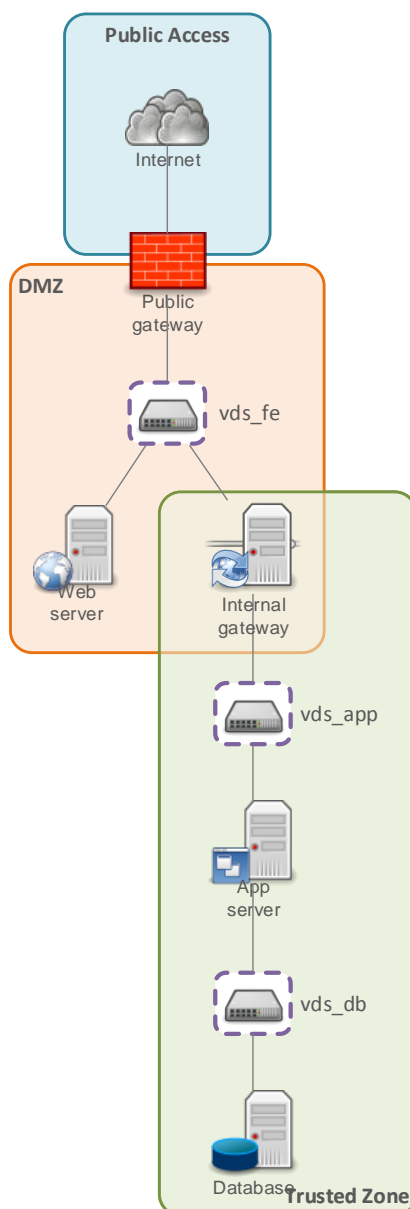 Public Access
Internet
DMZ
Public
gateway
vds_fe
Web
server
Internal
gateway
vds_app
App
server
vds_db
Database
Trusted Zone